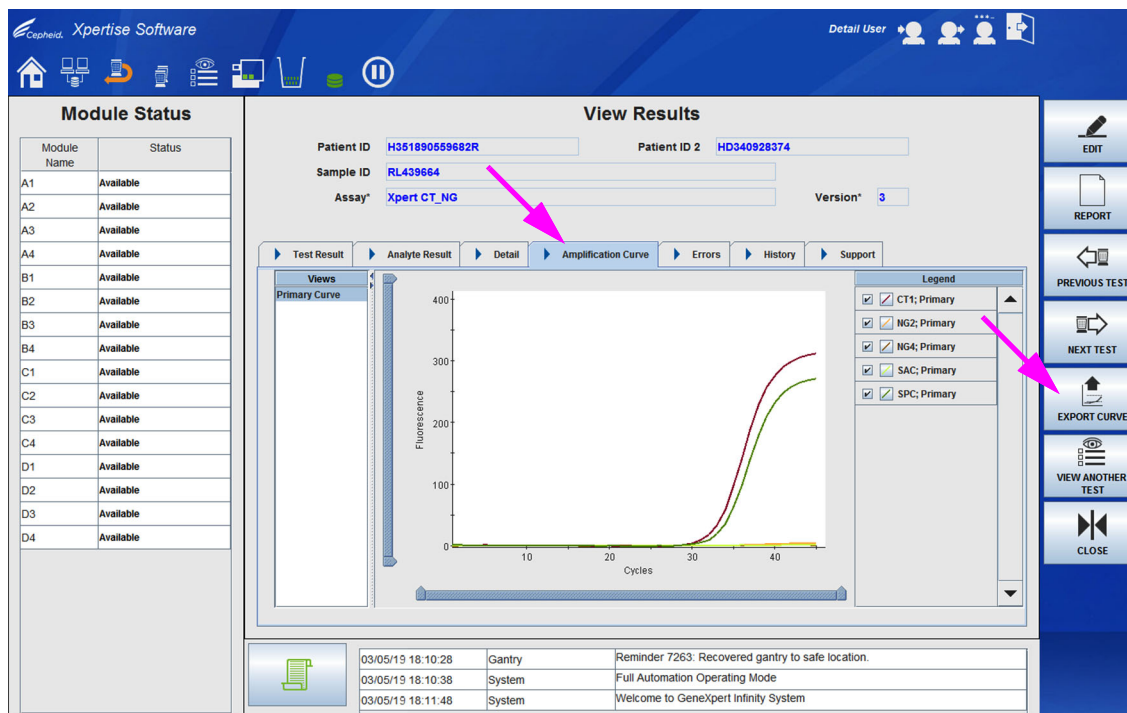 Cepheid. Xpertise Software
Detail User
Module Status
Module Name Status
A1 Available
A2 Available
A3 Available
A4 Available
B1 Available
B2 Available
B3 Available
B4 Available
C1 Available
C2 Available
C3 Available
C4 Available
D1 Available
D2 Available
D3 Available
D4 Available
View Results
Patient ID H351890559682R Patient ID 2 HD340928374
Sample ID RL439664
Assay* Xpert CT_NG Version* 3
Test Result Analyte Result Detail Amplification Curve Errors History Support
Views
Primary Curve
400
300
200
100
0
Fluorescence
10 20 30 40
Cycles
Legend
CT1; Primary
NG2; Primary
NG4; Primary
SAC; Primary
SPC; Primary
EDIT
REPORT
PREVIOUS TEST
NEXT TEST
EXPORT CURVE
VIEW ANOTHER
TEST
CLOSE
03/05/19 18:10:28 Gantry Reminder 7263: Recovered gantry to safe location.
03/05/19 18:10:38 System Full Automation Operating Mode
03/05/19 18:11:48 System Welcome to GeneXpert Infinity System